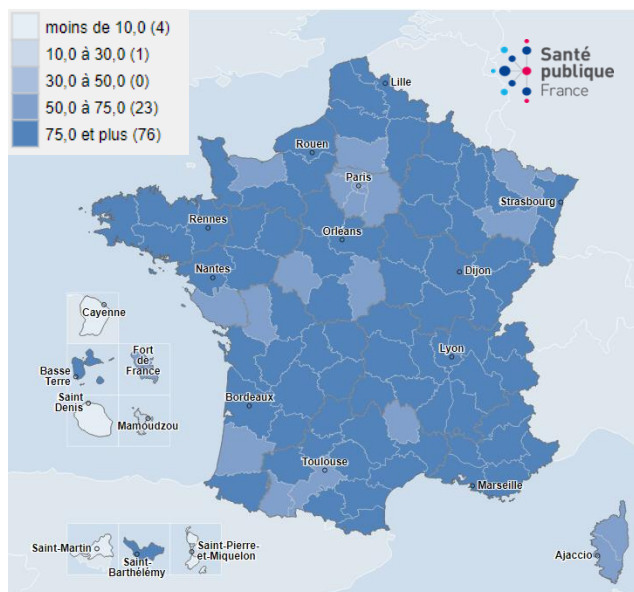 moins de 10,0 (4)
10,0 à 30,0 (1)
30,0 à 50,0 (0)
50,0 à 75,0 (23)
75,0 et plus (76)
Santé
publique
France
Lille
Rouen
Paris
Strasbourg
Rennes
Orléans
Nantes
Dijon
Cayenne
Lyon
Basse
Terre
Fort
de
France
Saint
Denis
Mamoudzou
Bordeaux
Toulouse
Marseille
Saint-Martin
Saint-
Barthélémy
Saint-Pierre-
et-Miquelon
Ajaccio